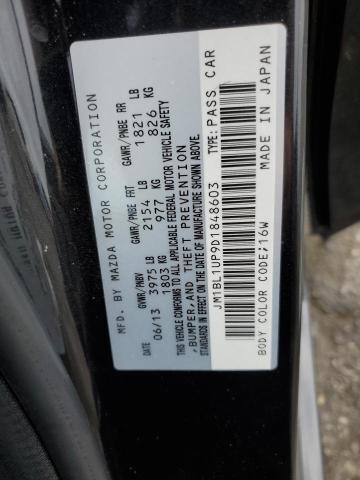 MFD. BY MAZDA MOTOR CORPORATION
GVWR/PNBV GAWR/PNBE FRT GAWR/PNBE RR
06/13 3975 LB 2154 LB 1821 LB
1803 KG 977 KG 826 KG
THIS VEHICLE CONFORMS TO ALL APPLICABLE FEDERAL MOTOR VEHICLE SAFETY
, BUMPER, AND THEFT PREVENTION
STANDARDS IN EFFECT ON THE DATE OF MANUFACTURE SHOWN ABOVE.
JM1BL1UP9D1848603 TYPE: PASS CAR
BODY COLOR CODE: 16W MADE IN JAPAN